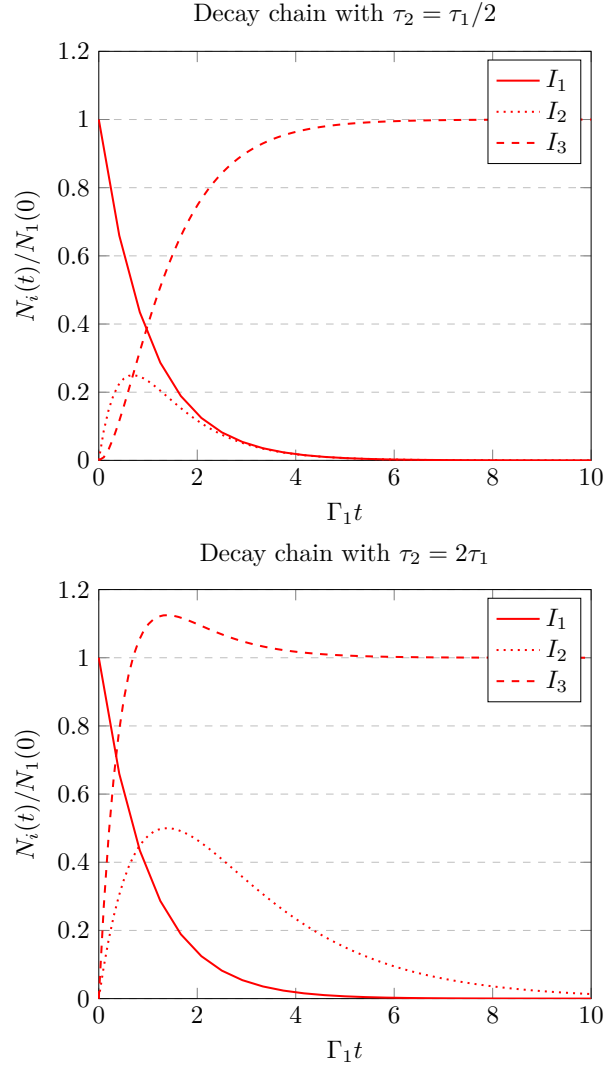 Decay chain with τ₂ = τ₁/2
1.2
1
0.8
0.6
0.4
0.2
0
0 2 4 6 8 10
Γ₁t
Nᵢ(t)/N₁(0)
I₁
I₂
I₃
Decay chain with τ₂ = 2τ₁
1.2
1
0.8
0.6
0.4
0.2
0
0 2 4 6 8 10
Γ₁t
Nᵢ(t)/N₁(0)
I₁
I₂
I₃